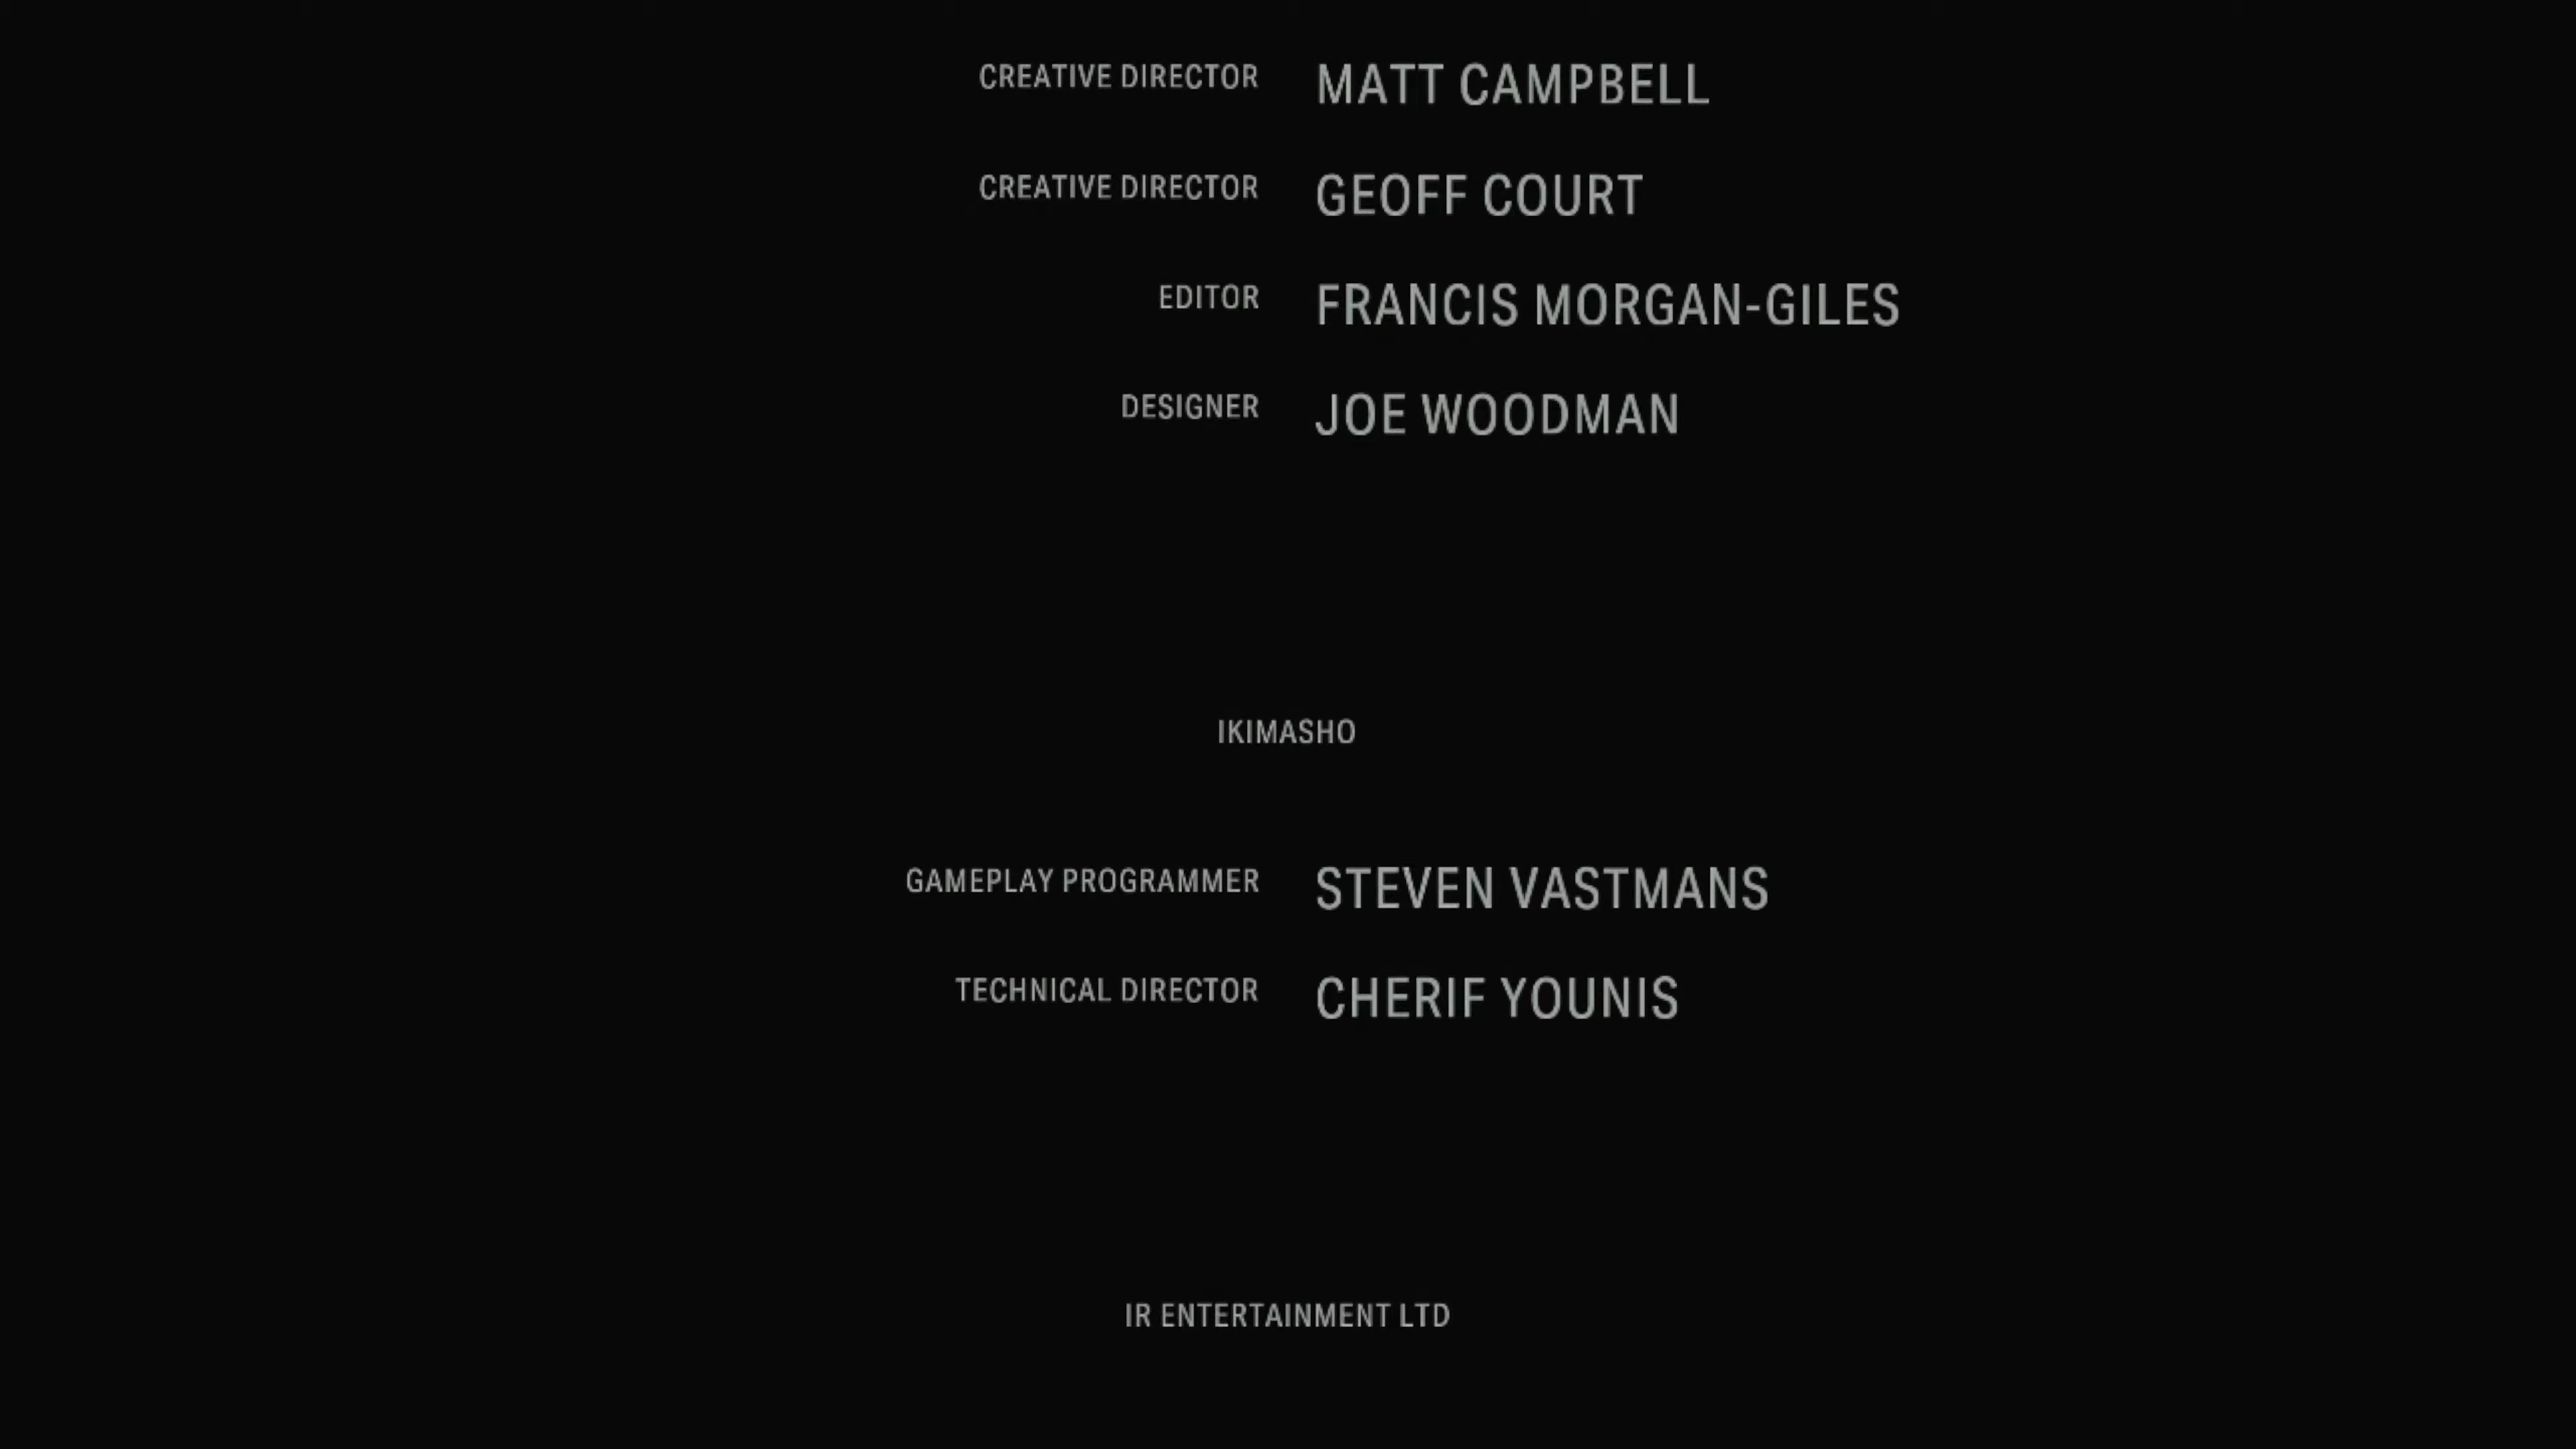 CREATIVE DIRECTOR MATT CAMPBELL
CREATIVE DIRECTOR GEOFF COURT
EDITOR FRANCIS MORGAN-GILES
DESIGNER JOE WOODMAN
IKIMASHO
GAMEPLAY PROGRAMMER STEVEN VASTMANS
TECHNICAL DIRECTOR CHERIF YOUNIS
IR ENTERTAINMENT LTD